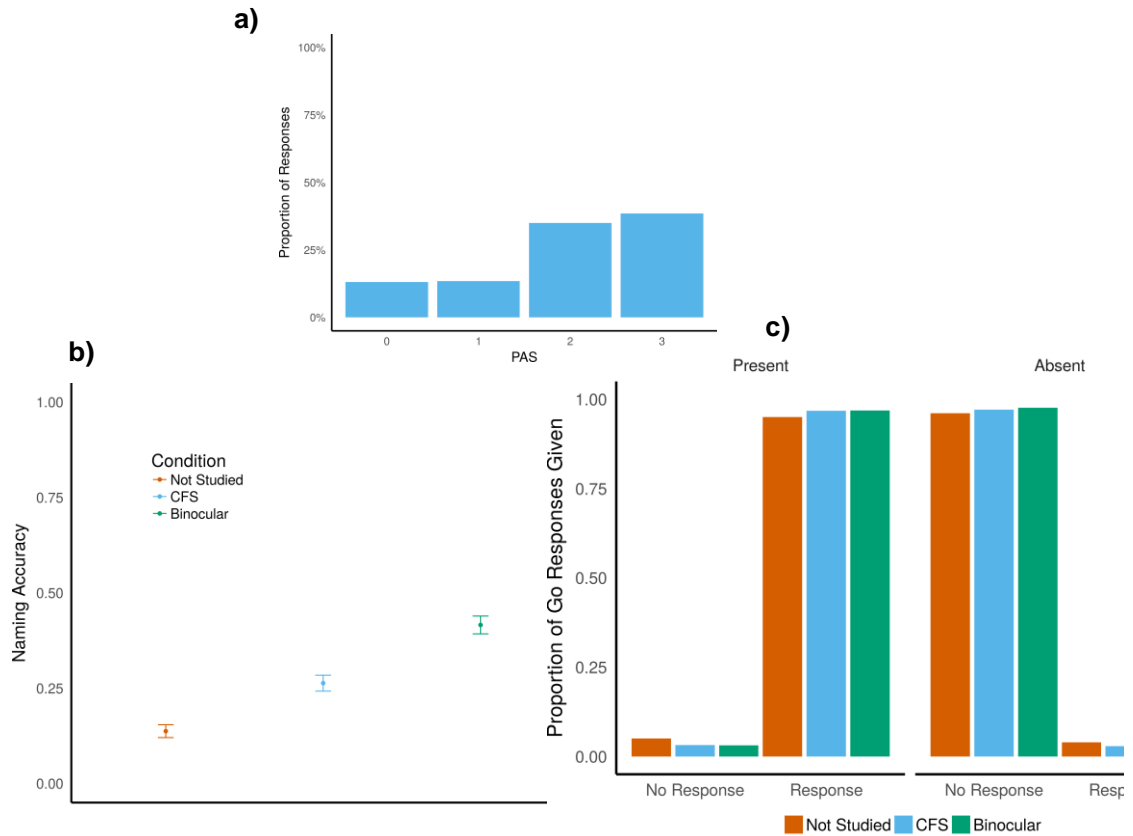 a)
100%
75%
50%
25%
0%
Proportion of Responses
0 1 2 3
PAS
b)
1.00
0.75
0.50
0.25
0.00
Naming Accuracy
Condition
Not Studied
CFS
Binocular
c)
Present Absent
1.00
0.75
0.50
0.25
0.00
Proportion of Go Responses Given
No Response Response No Response Resp
Not Studied CFS Binocular